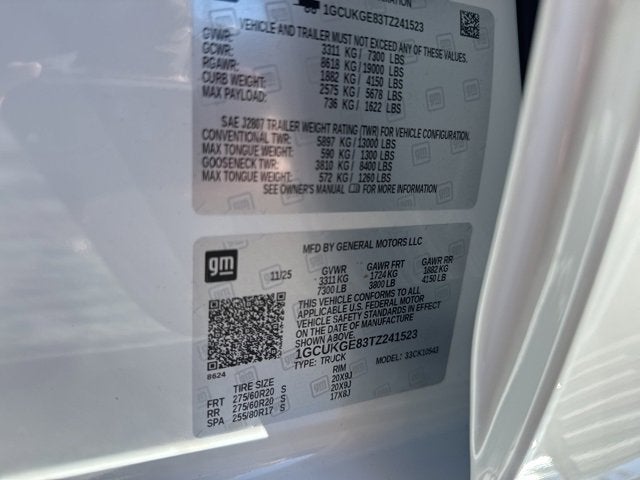 1GCUKGE83TZ241523
VEHICLE AND TRAILER MUST NOT EXCEED ANY OF THESE VALUES.
GVWR: 3311 KG / 7300 LBS
GCWR: 8618 KG / 19000 LBS
RGAWR: 1882 KG / 4150 LBS
CURB WEIGHT: 2575 KG / 5678 LBS
MAX PAYLOAD: 736 KG / 1622 LBS
SAE J2807 TRAILER WEIGHT RATING (TWR) FOR VEHICLE CONFIGURATION.
CONVENTIONAL TWR: 5897 KG / 13000 LBS
MAX TONGUE WEIGHT: 590 KG / 1300 LBS
GOOSENECK TWR: 3810 KG / 8400 LBS
MAX TONGUE WEIGHT: 572 KG / 1260 LBS
SEE OWNER'S MANUAL FOR MORE INFORMATION
gm
MFD BY GENERAL MOTORS LLC
11/25 GVWR GAWR FRT GAWR RR
3311 KG 1724 KG 1882 KG
7300 LB 3800 LB 4150 LB
THIS VEHICLE CONFORMS TO ALL
APPLICABLE U.S. FEDERAL MOTOR
VEHICLE SAFETY STANDARDS IN EFFECT
ON THE DATE OF MANUFACTURE
SHOWN ABOVE.
1GCUKGE83TZ241523
TYPE: TRUCK MODEL: 33CK10543
8624
TIRE SIZE RIM
FRT 275/60R20 S 20X9J
RR 275/60R20 S 20X9J
SPA 255/80R17 S 17X8J